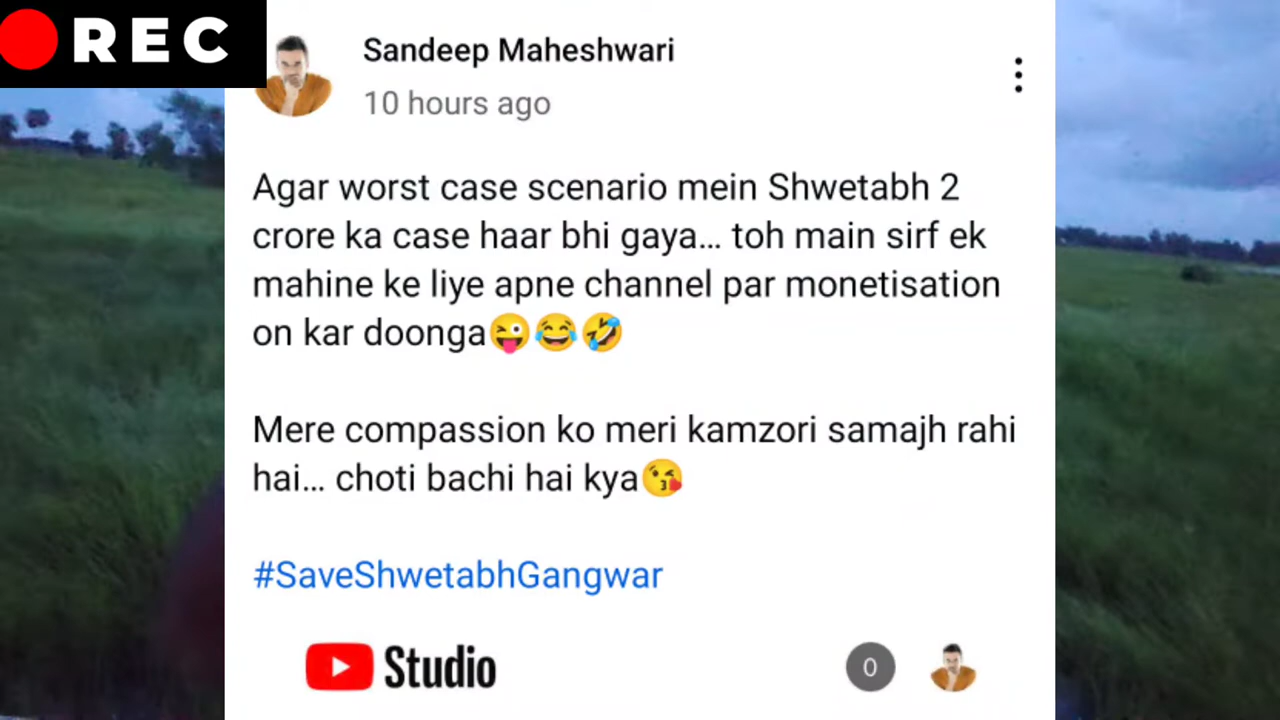 REC
Sandeep Maheshwari
10 hours ago
Agar worst case scenario mein Shwetabh 2
crore ka case haar bhi gaya... toh main sirf ek
mahine ke liye apne channel par monetisation
on kar doonga😜😂🤣
Mere compassion ko meri kamzori samajh rahi
hai... choti bachi hai kya😘
#SaveShwetabhGangwar
Studio
0